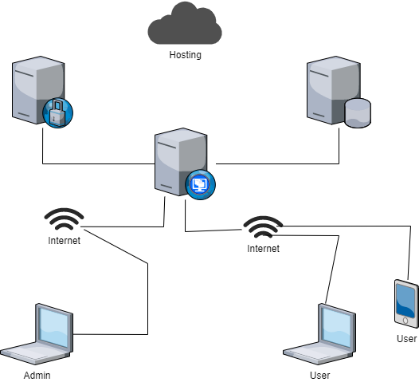 Hosting
Internet
Internet
User
Admin
User